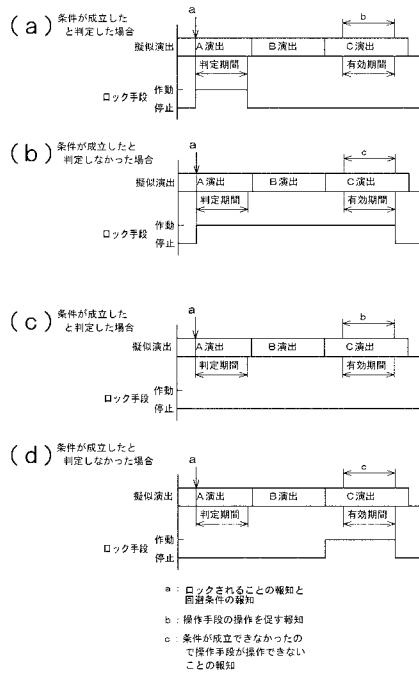 (a) 条件が成立した
と判定した場合
a
b
擬似演出 A演出 B演出 C演出
判定期間 有効期間
ロック手段 作動
停止
(b) 条件が成立したと
判定しなかった場合
a
c
擬似演出 A演出 B演出 C演出
判定期間 有効期間
ロック手段 作動
停止
(c) 条件が成立した
と判定した場合
a
b
擬似演出 A演出 B演出 C演出
判定期間 有効期間
ロック手段 作動
停止
(d) 条件が成立したと
判定しなかった場合
a
c
擬似演出 A演出 B演出 C演出
判定期間 有効期間
ロック手段 作動
停止
a : ロックされることの報知と
回避条件の報知
b : 操作手段の操作を促す報知
c : 条件が成立できなかったの
で操作手段が操作できない
ことの報知